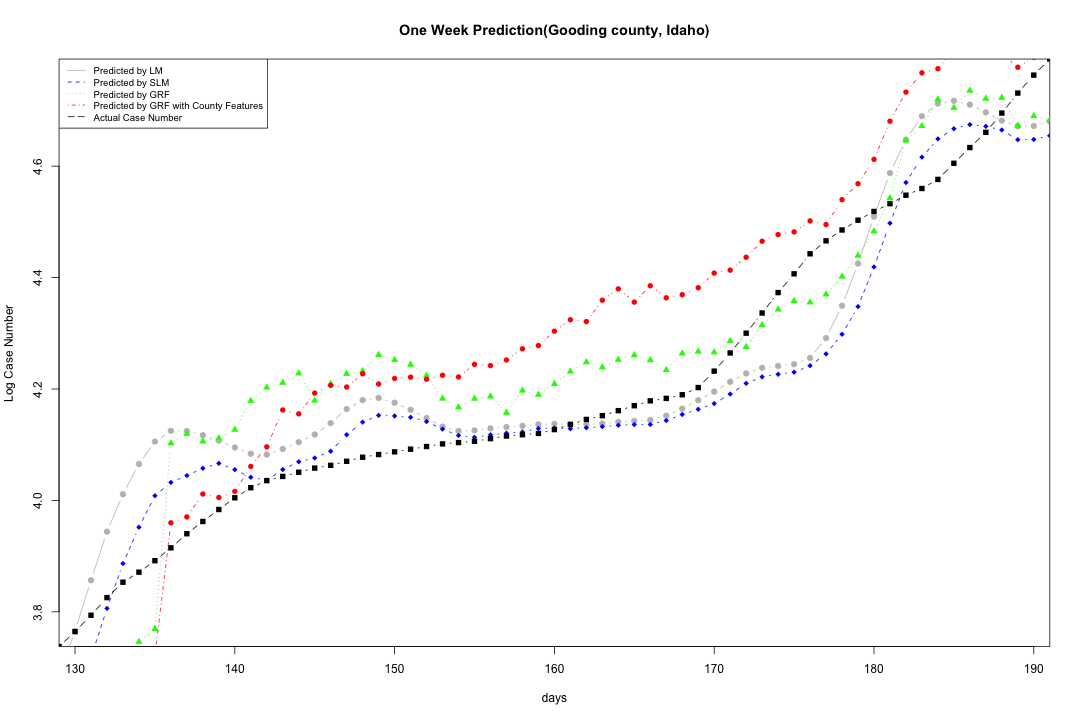 One Week Prediction(Gooding county, Idaho)
Predicted by LM
Predicted by SLM
Predicted by GRF
Predicted by GRF with County Features
Actual Case Number
Log Case Number
4.6
4.4
4.2
4.0
3.8
130 140 150 160 170 180 190
days